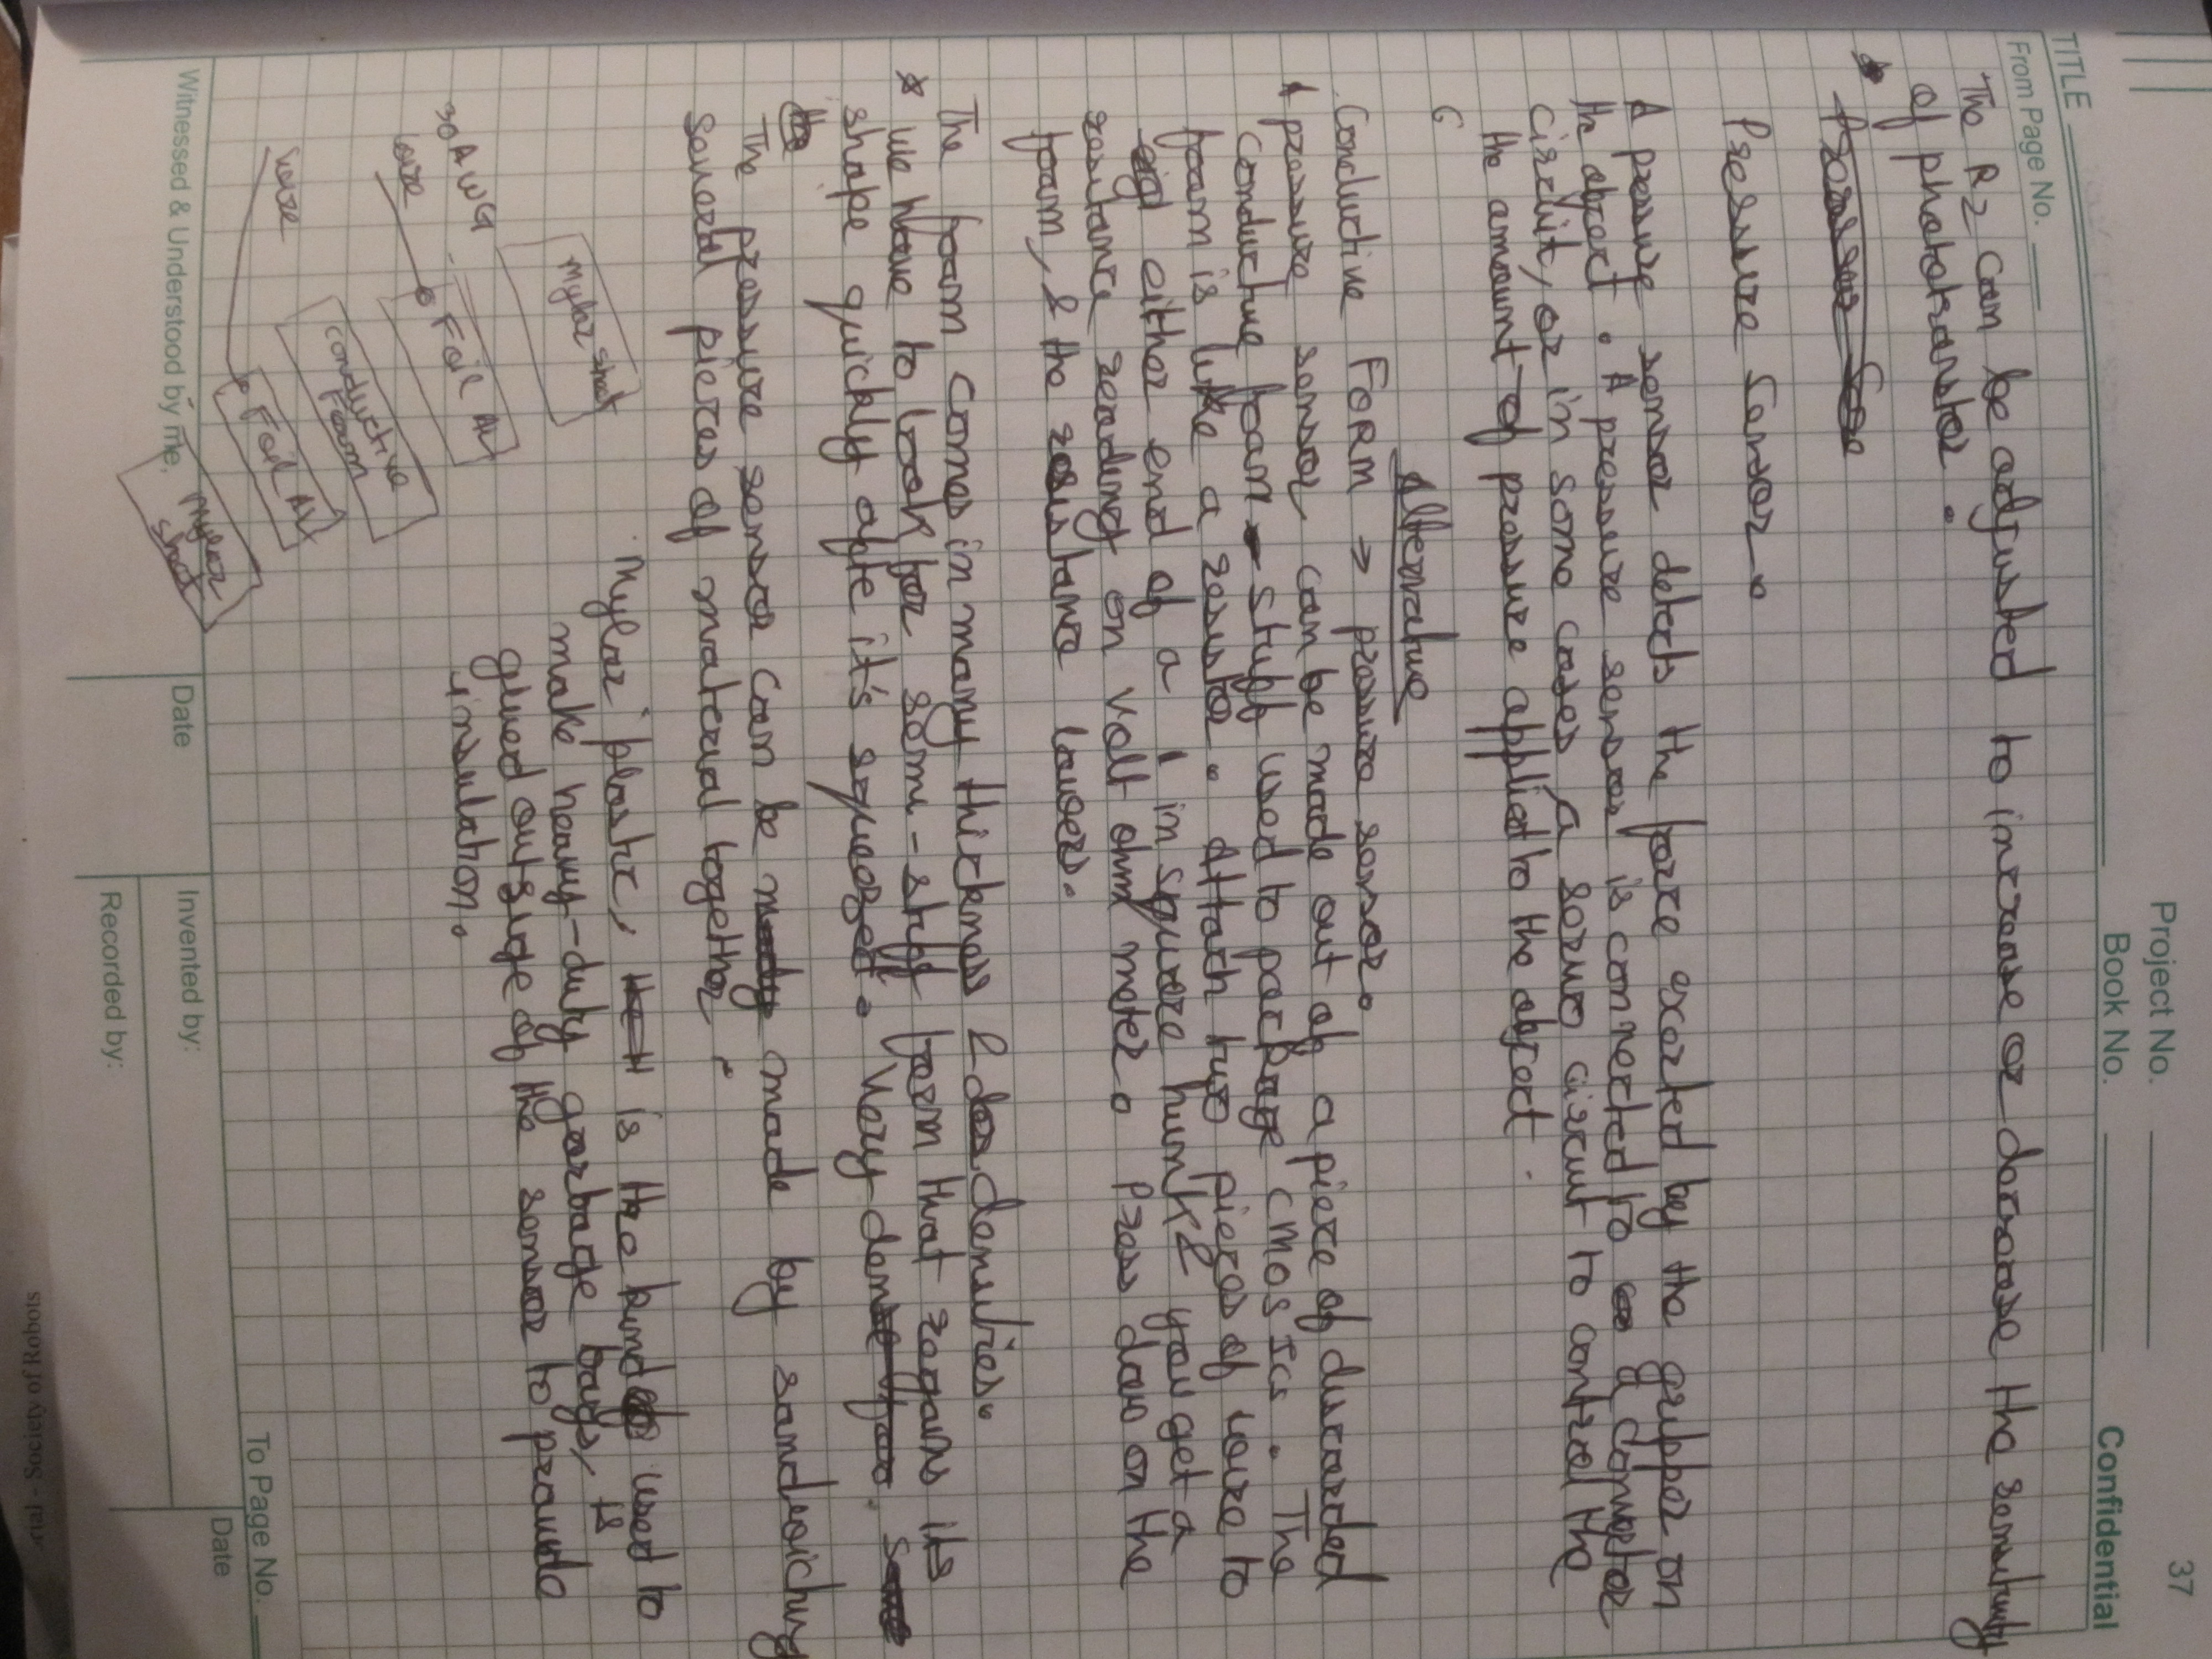 37
Project No.
Book No.
Confidential
TITLE
From Page No.
The R2 can be adjusted to increase or decrease the sensitivity
of phototransistor.
Pressure Sensor.
A pressure sensor detects the force exerted by the gripper on
the object. A pressure sensor is connected to a converter
circuit, or in some cases a servo circuit to control the
the amount of pressure applied to the object.
Alternative
Conductive FOAM → pressure sensor.
A pressure sensor can be made out of a piece of discarded
conductive foam - stuff used to package CMOS ICs. The
foam is like a resistor. Attach two pieces of wire to
either end of a 1 in square hunk & you get a
resistance reading on volt ohm meter. Press down on the
foam, & the resistance lowers.
The foam comes in many thickness & densities.
* We have to look for semi-stiff foam that regains its
shape quickly after it's squeezed. Very dense
The pressure sensor can be made by sandwiching
several pieces of material together.
Mylar plastic, is the kind used to
make heavy-duty garbage bags, is
glued outside of the sensor to provide
insulation.
Mylar sheet
30 AWG
wire
Foil AL
conductive
Foam
Foil AL
wire
Mylar
sheet
To Page No.
Witnessed & Understood by me,
Date
Invented by:
Date
Recorded by:
rial - Society of Robots